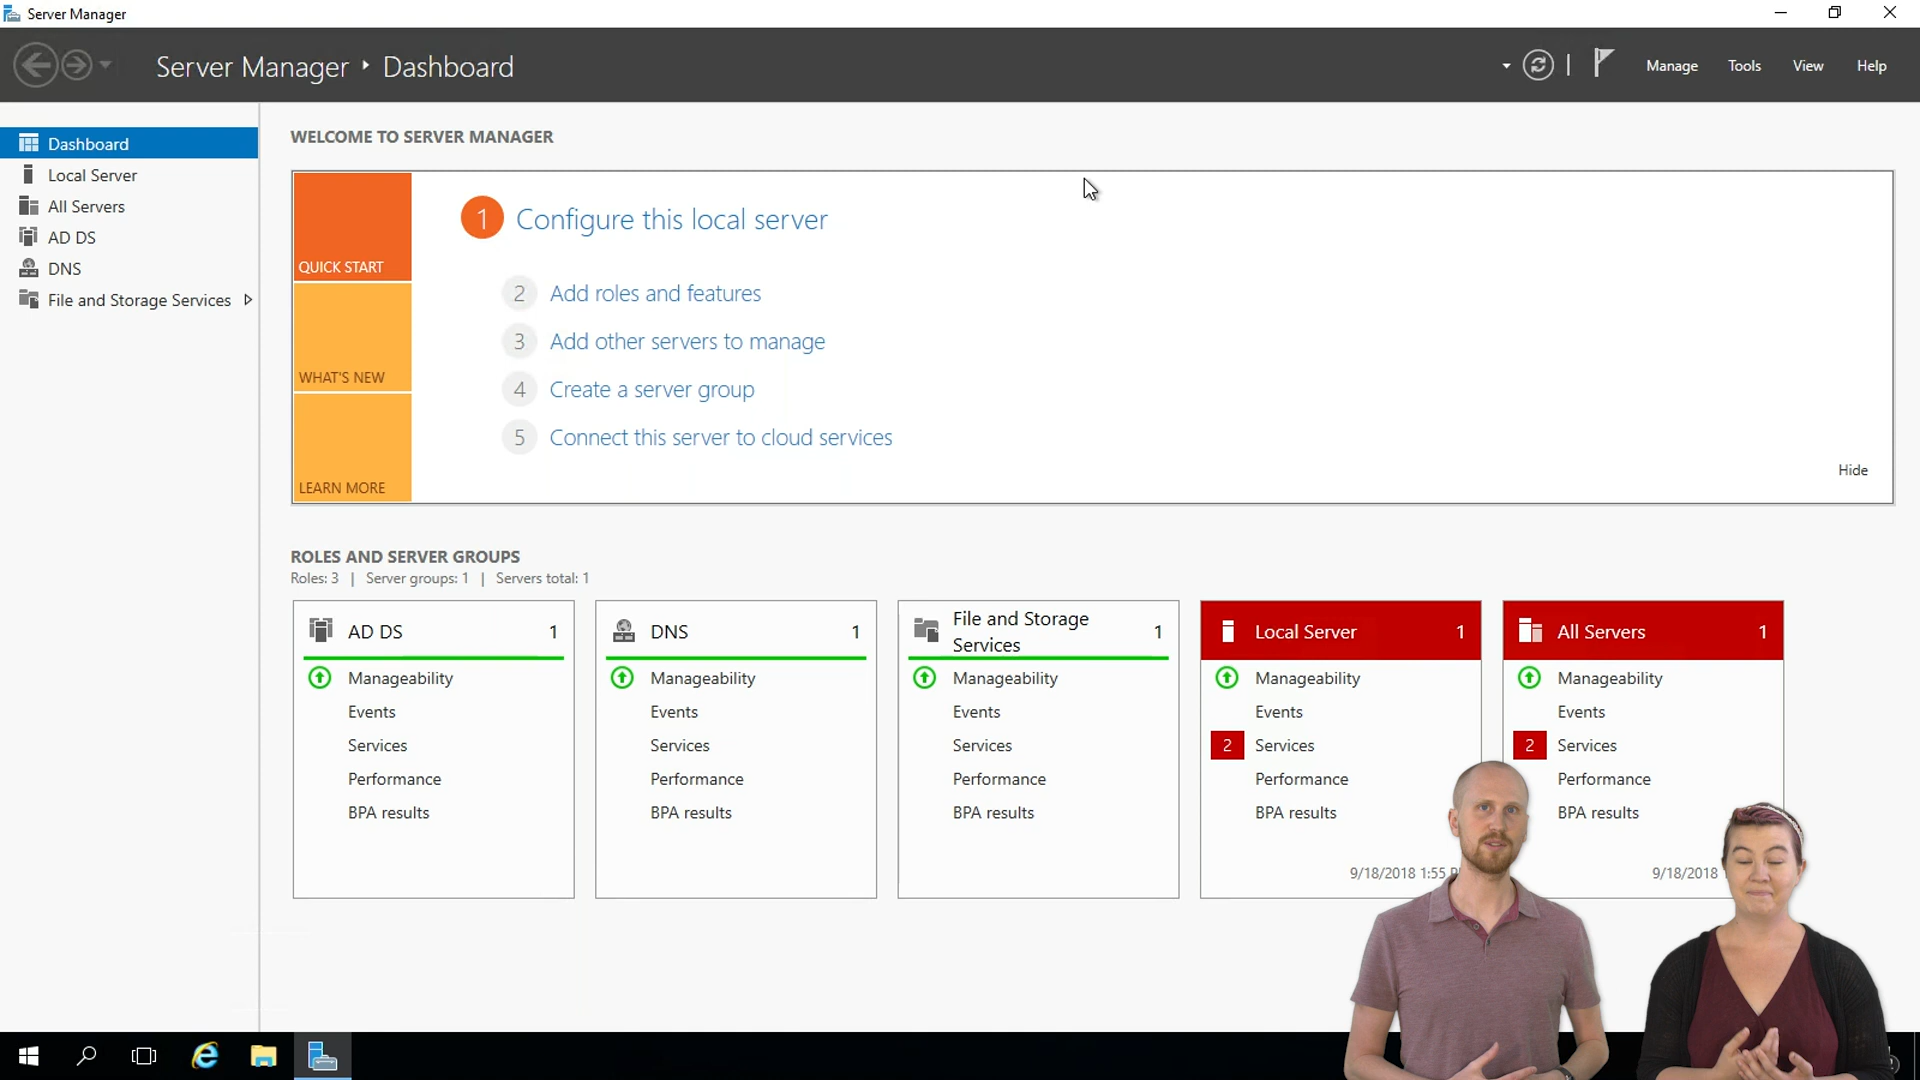 Server Manager
Server Manager Dashboard
Manage Tools View Help
Dashboard
Local Server
All Servers
AD DS
DNS
File and Storage Services
WELCOME TO SERVER MANAGER
QUICK START
WHAT'S NEW
LEARN MORE
1 Configure this local server
2 Add roles and features
3 Add other servers to manage
4 Create a server group
5 Connect this server to cloud services
Hide
ROLES AND SERVER GROUPS
Roles: 3 | Server groups: 1 | Servers total: 1
AD DS 1
Manageability
Events
Services
Performance
BPA results
DNS 1
Manageability
Events
Services
Performance
BPA results
File and Storage
Services 1
Manageability
Events
Services
Performance
BPA results
Local Server 1
Manageability
Events
2 Services
Performance
BPA results
9/18/2018 1:55
All Servers 1
Manageability
Events
2 Services
Performance
BPA results
9/18/2018